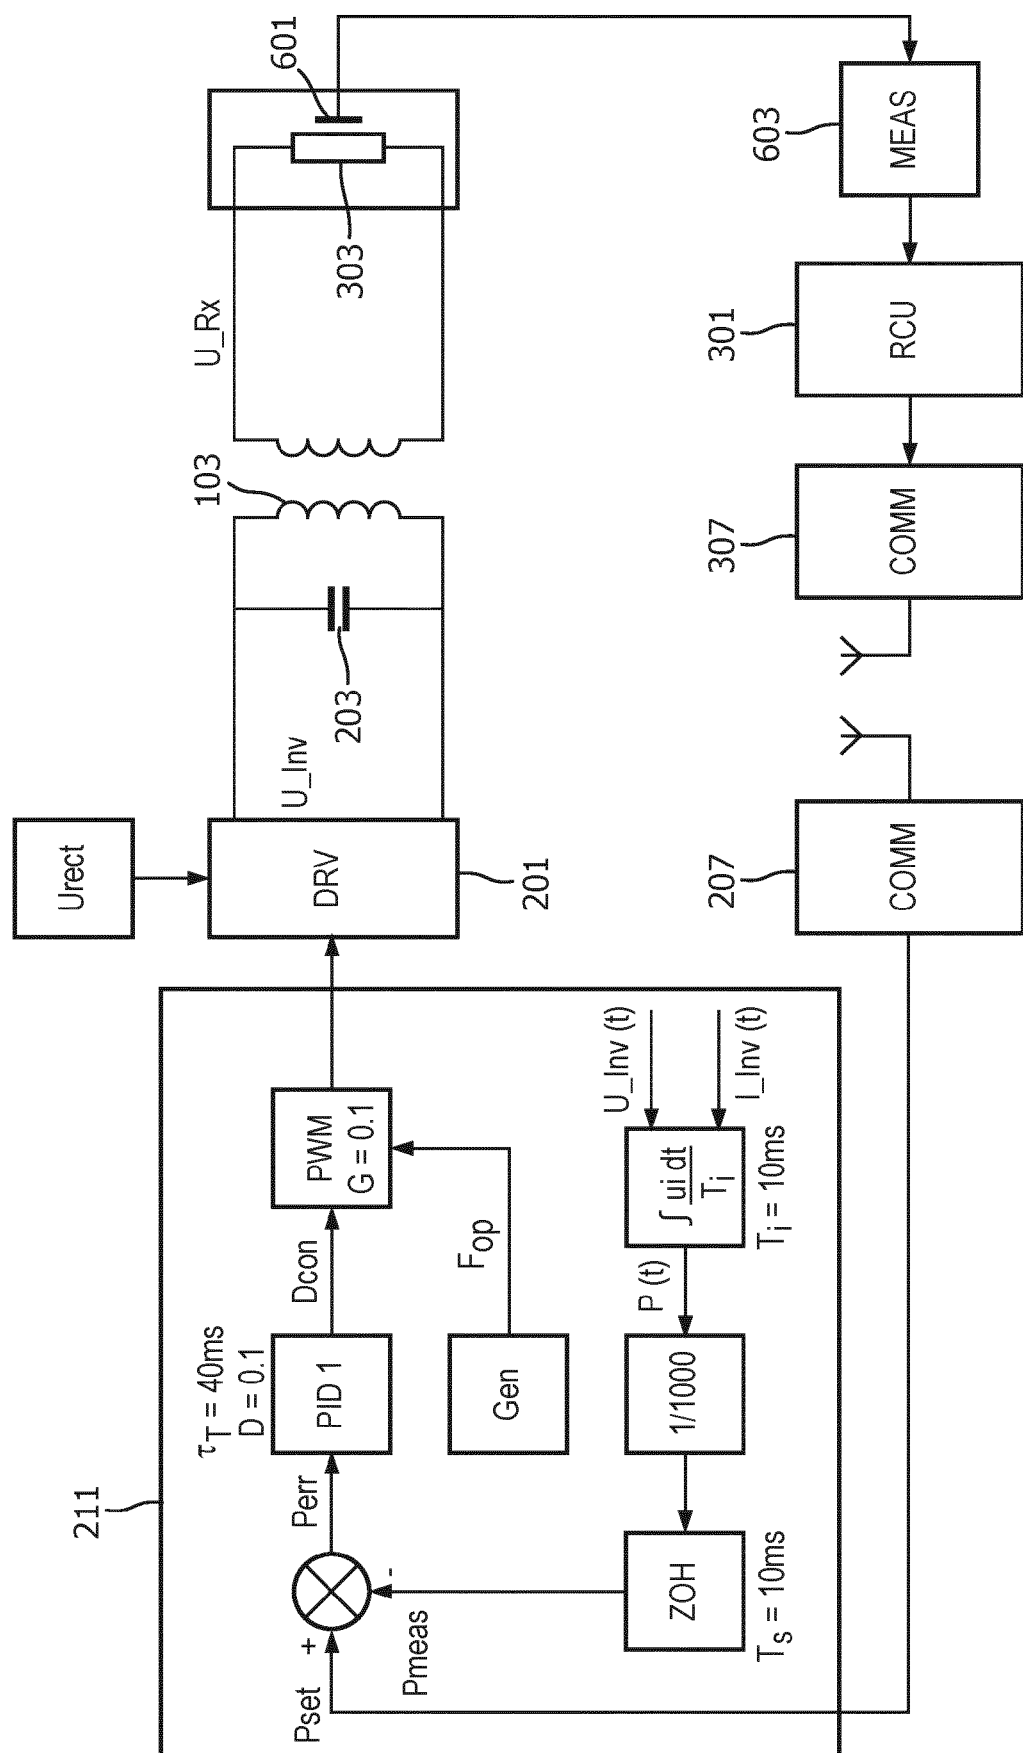 211
Pset
+
-
Pmeas
Perr
τT = 40ms
D = 0.1
PID 1
Dcon
PWM
G = 0.1
Gen
Fop
ZOH
Ts = 10ms
1/1000
P (t)
∫ ui dt
Ti
Ti = 10ms
U_Inv (t)
I_Inv (t)
Urect
DRV
201
U_Inv
203
103
U_Rx
303
601
603
MEAS
301
RCU
307
COMM
207
COMM